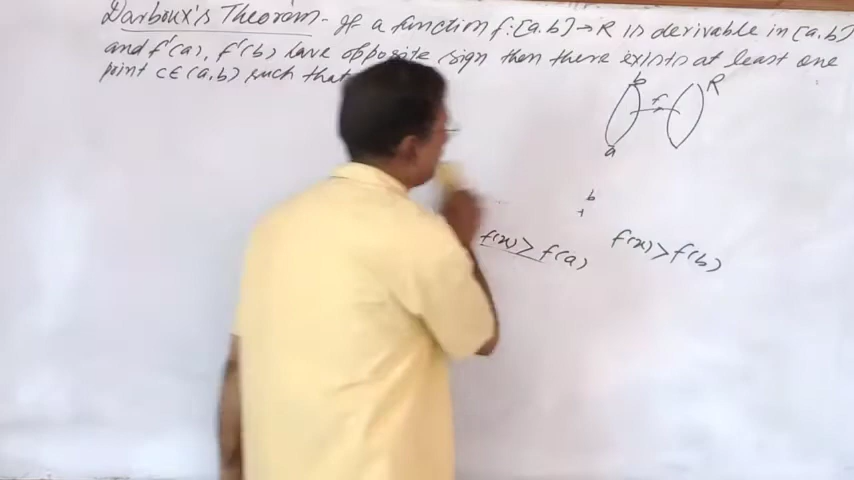 Darboux's Theorem - If a function f:[a,b]→R is derivable in [a,b]
and f'(a), f'(b) have opposite sign then there exists at least one
point c∈(a,b) such that
b R
f
a
b
+
f(x) > f(a) f(x) > f(b)